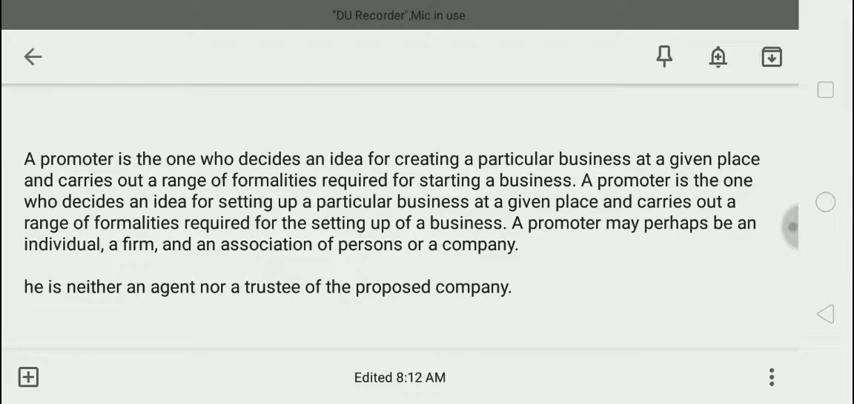 "DU Recorder",Mic in use
A promoter is the one who decides an idea for creating a particular business at a given place
and carries out a range of formalities required for starting a business. A promoter is the one
who decides an idea for setting up a particular business at a given place and carries out a
range of formalities required for the setting up of a business. A promoter may perhaps be an
individual, a firm, and an association of persons or a company.
he is neither an agent nor a trustee of the proposed company.
Edited 8:12 AM